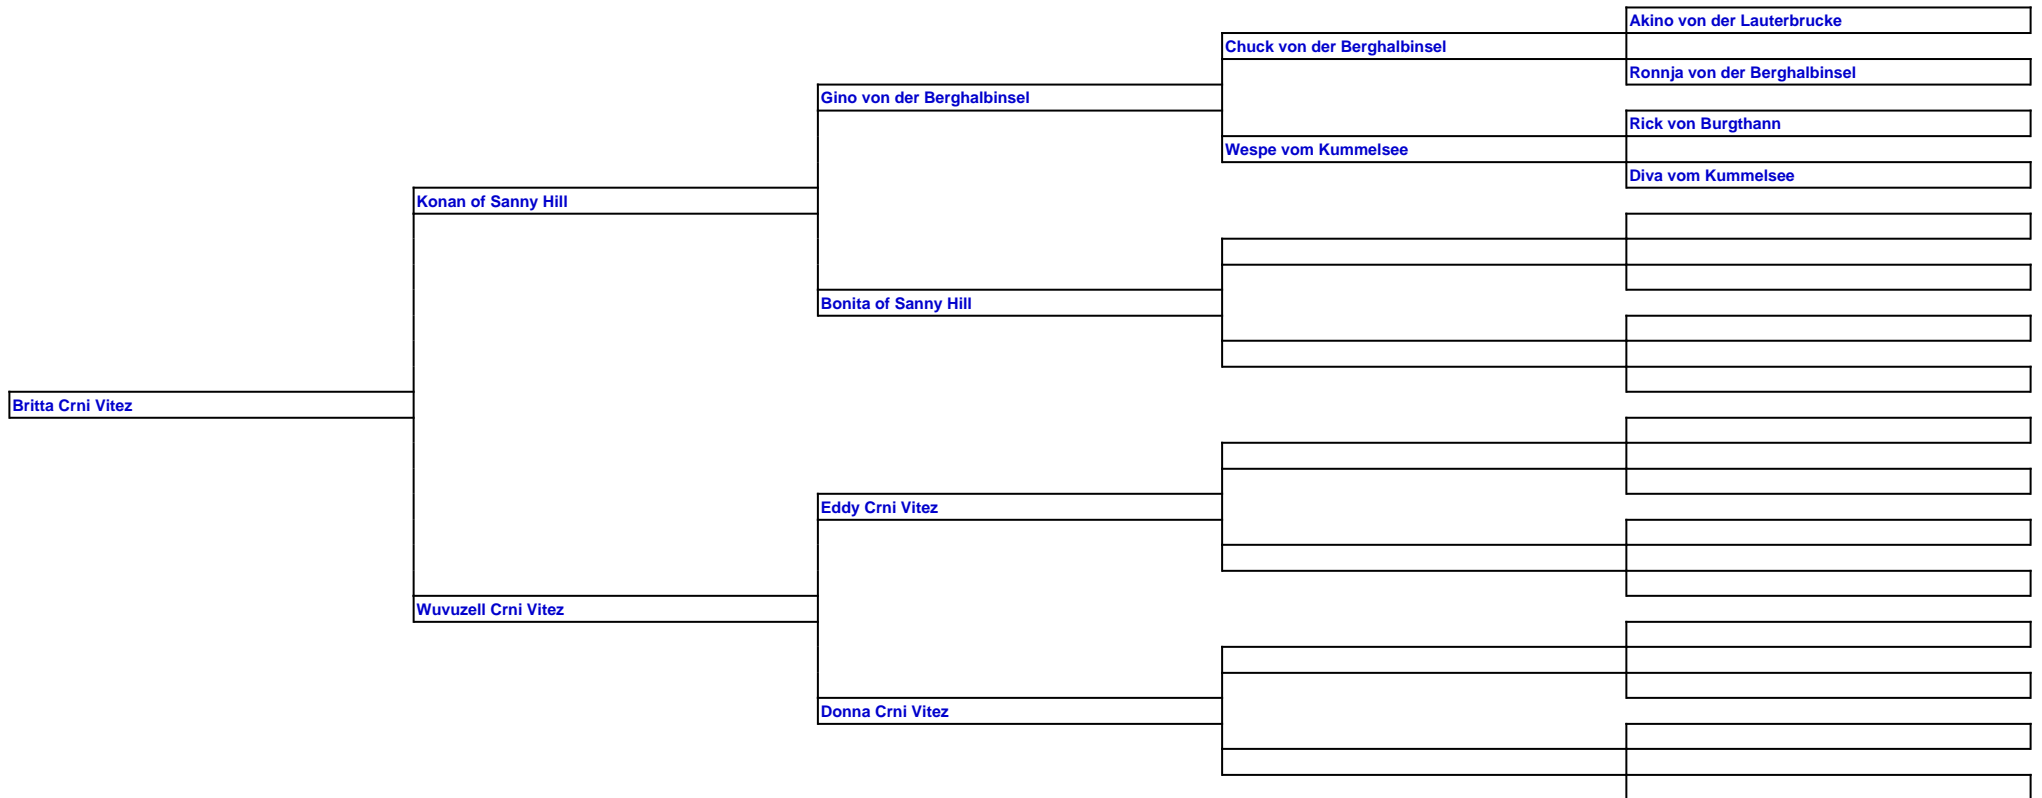 Akino von der Lauterbrucke
Chuck von der Berghalbinsel
Ronnja von der Berghalbinsel
Gino von der Berghalbinsel
Rick von Burgthann
Wespe vom Kummelsee
Diva vom Kummelsee
Konan of Sanny Hill
Bonita of Sanny Hill
Britta Crni Vitez
Eddy Crni Vitez
Wuvuzell Crni Vitez
Donna Crni Vitez